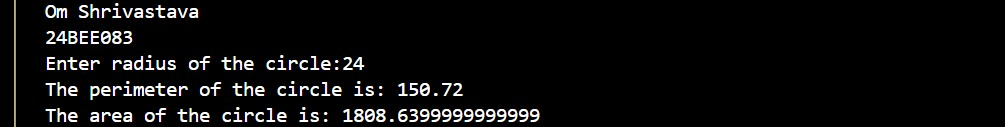 Om Shrivastava
24BEE083
Enter radius of the circle:24
The perimeter of the circle is: 150.72
The area of the circle is: 1808.6399999999999